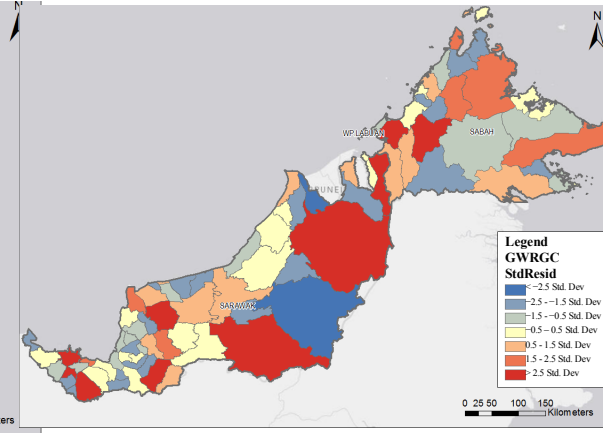 N
N
WP LABUAN
SABAH
BRUNEI
SARAWAK
Legend
GWRGC
StdResid
< -2.5 Std. Dev
-2.5 - -1.5 Std. Dev
-1.5 - -0.5 Std. Dev
-0.5 - 0.5 Std. Dev
0.5 - 1.5 Std. Dev
1.5 - 2.5 Std. Dev
> 2.5 Std. Dev
0 25 50 100 150
Kilometers
ters